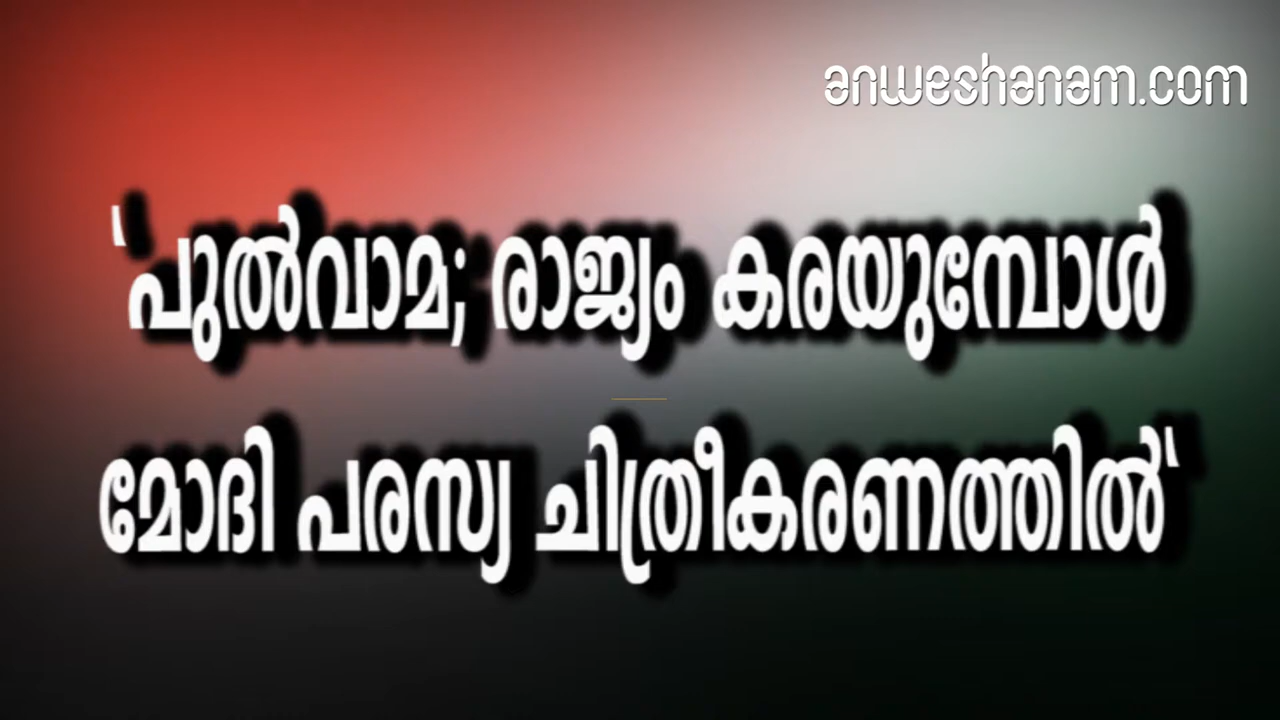 anweshanam.com
'പുൽവാമ; രാജ്യം കരയുമ്പോൾ
മോദി പരസ്യ ചിത്രീകരണത്തിൽ'